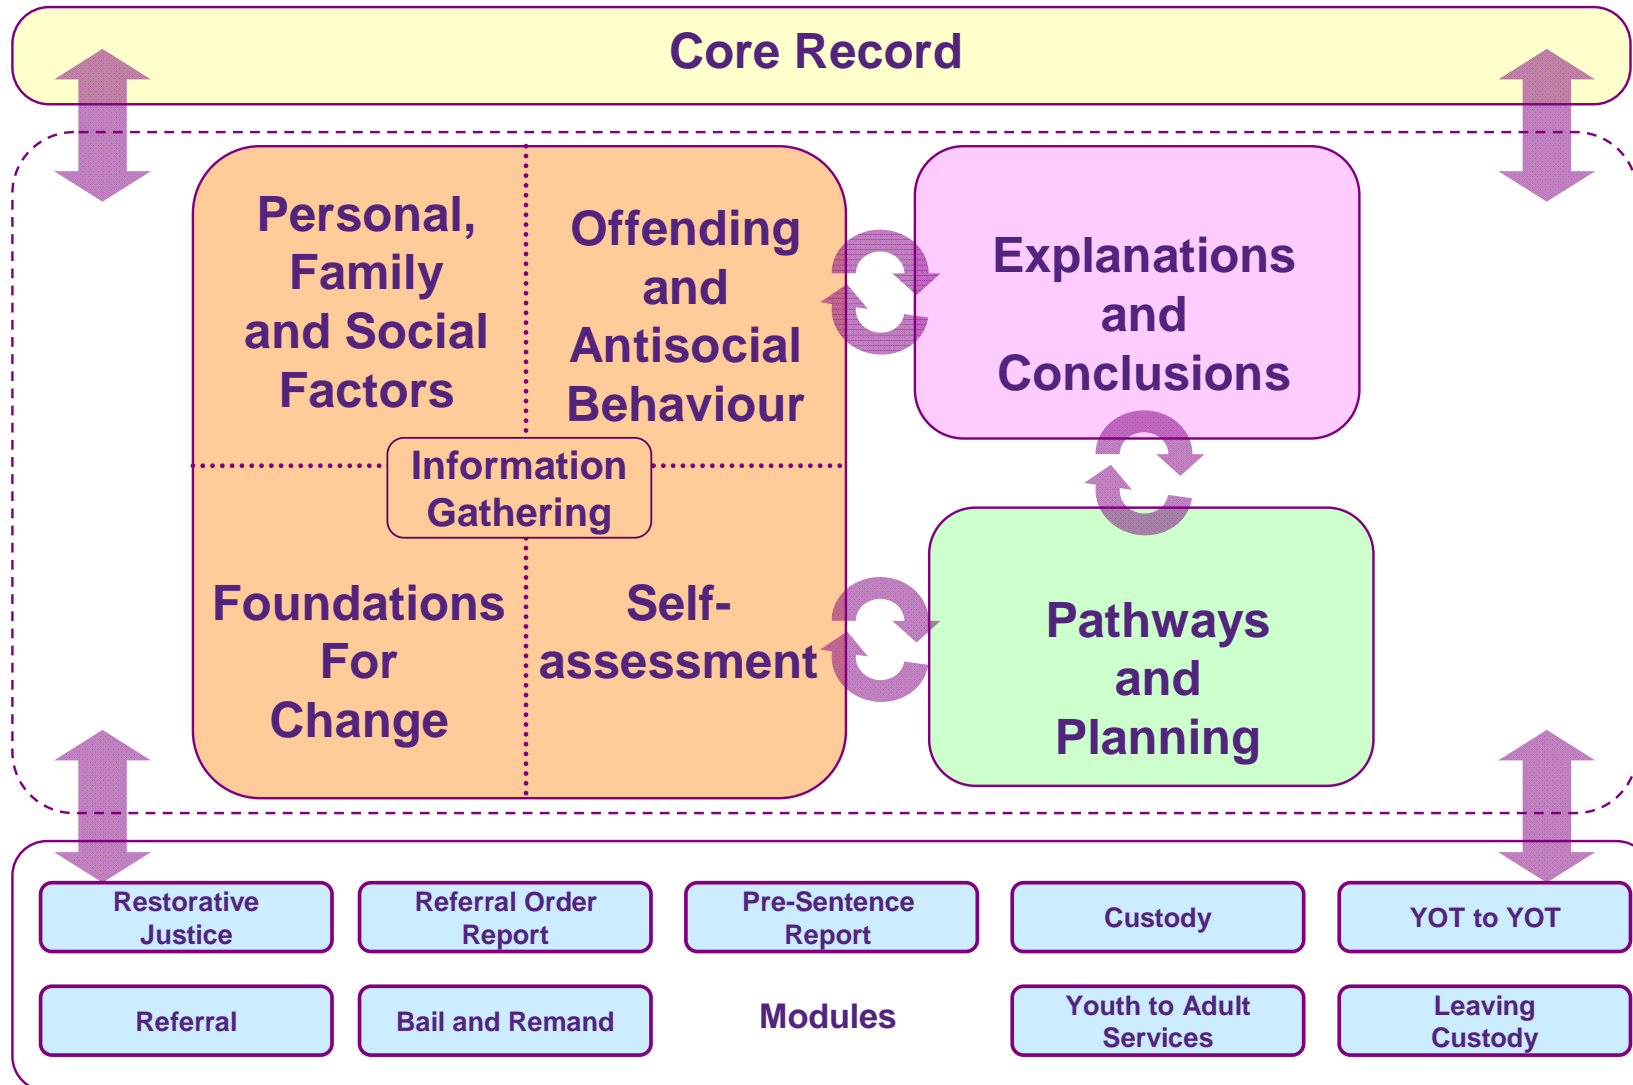 Core Record
Personal,
Family
and Social
Factors
Offending
and
Antisocial
Behaviour
Explanations
and
Conclusions
Information
Gathering
Foundations
For
Change
Self-
assessment
Pathways
and
Planning
Restorative
Justice
Referral Order
Report
Pre-Sentence
Report
Custody
YOT to YOT
Referral
Bail and Remand
Modules
Youth to Adult
Services
Leaving
Custody